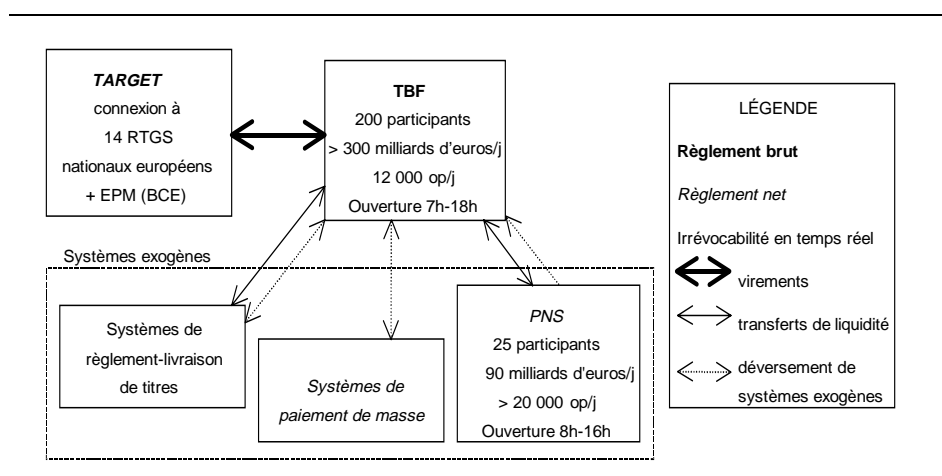 TARGET
connexion à
14 RTGS
nationaux européens
+ EPM (BCE)
TBF
200 participants
> 300 milliards d'euros/j
12 000 op/j
Ouverture 7h-18h
Systèmes exogènes
Systèmes de
règlement-livraison
de titres
Systèmes de
paiement de masse
PNS
25 participants
90 milliards d'euros/j
> 20 000 op/j
Ouverture 8h-16h
LÉGENDE
Règlement brut
Règlement net
Irrévocabilité en temps réel
virements
transferts de liquidité
déversement de
systèmes exogènes